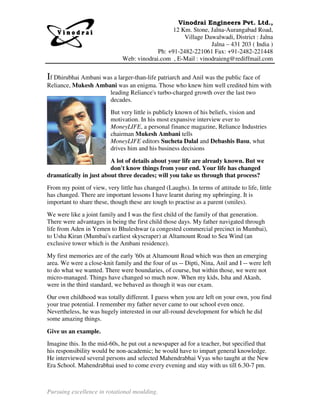 Vinodrai
Vinodrai Engineers Pvt. Ltd.,
12 Km. Stone, Jalna-Aurangabad Road,
Village Dawalwadi, District : Jalna
Jalna – 431 203 ( India )
Ph: +91-2482-221061 Fax: +91-2482-221448
Web: vinodrai.com , E-Mail : vinodraieng@rediffmail.com
If Dhirubhai Ambani was a larger-than-life patriarch and Anil was the public face of
Reliance, Mukesh Ambani was an enigma. Those who knew him well credited him with
leading Reliance's turbo-charged growth over the last two
decades.
But very little is publicly known of his beliefs, vision and
motivation. In his most expansive interview ever to
MoneyLIFE, a personal finance magazine, Reliance Industries
chairman Mukesh Ambani tells
MoneyLIFE editors Sucheta Dalal and Debashis Basu, what
drives him and his business decisions
A lot of details about your life are already known. But we
don't know things from your end. Your life has changed
dramatically in just about three decades; will you take us through that process?
From my point of view, very little has changed (Laughs). In terms of attitude to life, little
has changed. There are important lessons I have learnt during my upbringing. It is
important to share these, though these are tough to practise as a parent (smiles).
We were like a joint family and I was the first child of the family of that generation.
There were advantages in being the first child those days. My father navigated through
life from Aden in Yemen to Bhuleshwar (a congested commercial precinct in Mumbai),
to Usha Kiran (Mumbai's earliest skyscraper) at Altamount Road to Sea Wind (an
exclusive tower which is the Ambani residence).
My first memories are of the early '60s at Altamount Road which was then an emerging
area. We were a close-knit family and the four of us -- Dipti, Nina, Anil and I -- were left
to do what we wanted. There were boundaries, of course, but within those, we were not
micro-managed. Things have changed so much now. When my kids, Isha and Akash,
were in the third standard, we behaved as though it was our exam.
Our own childhood was totally different. I guess when you are left on your own, you find
your true potential. I remember my father never came to our school even once.
Nevertheless, he was hugely interested in our all-round development for which he did
some amazing things.
Give us an example.
Imagine this. In the mid-60s, he put out a newspaper ad for a teacher, but specified that
his responsibility would be non-academic; he would have to impart general knowledge.
He interviewed several persons and selected Mahendrabhai Vyas who taught at the New
Era School. Mahendrabhai used to come every evening and stay with us till 6.30-7 pm.
Pursuing excellence in rotational moulding.